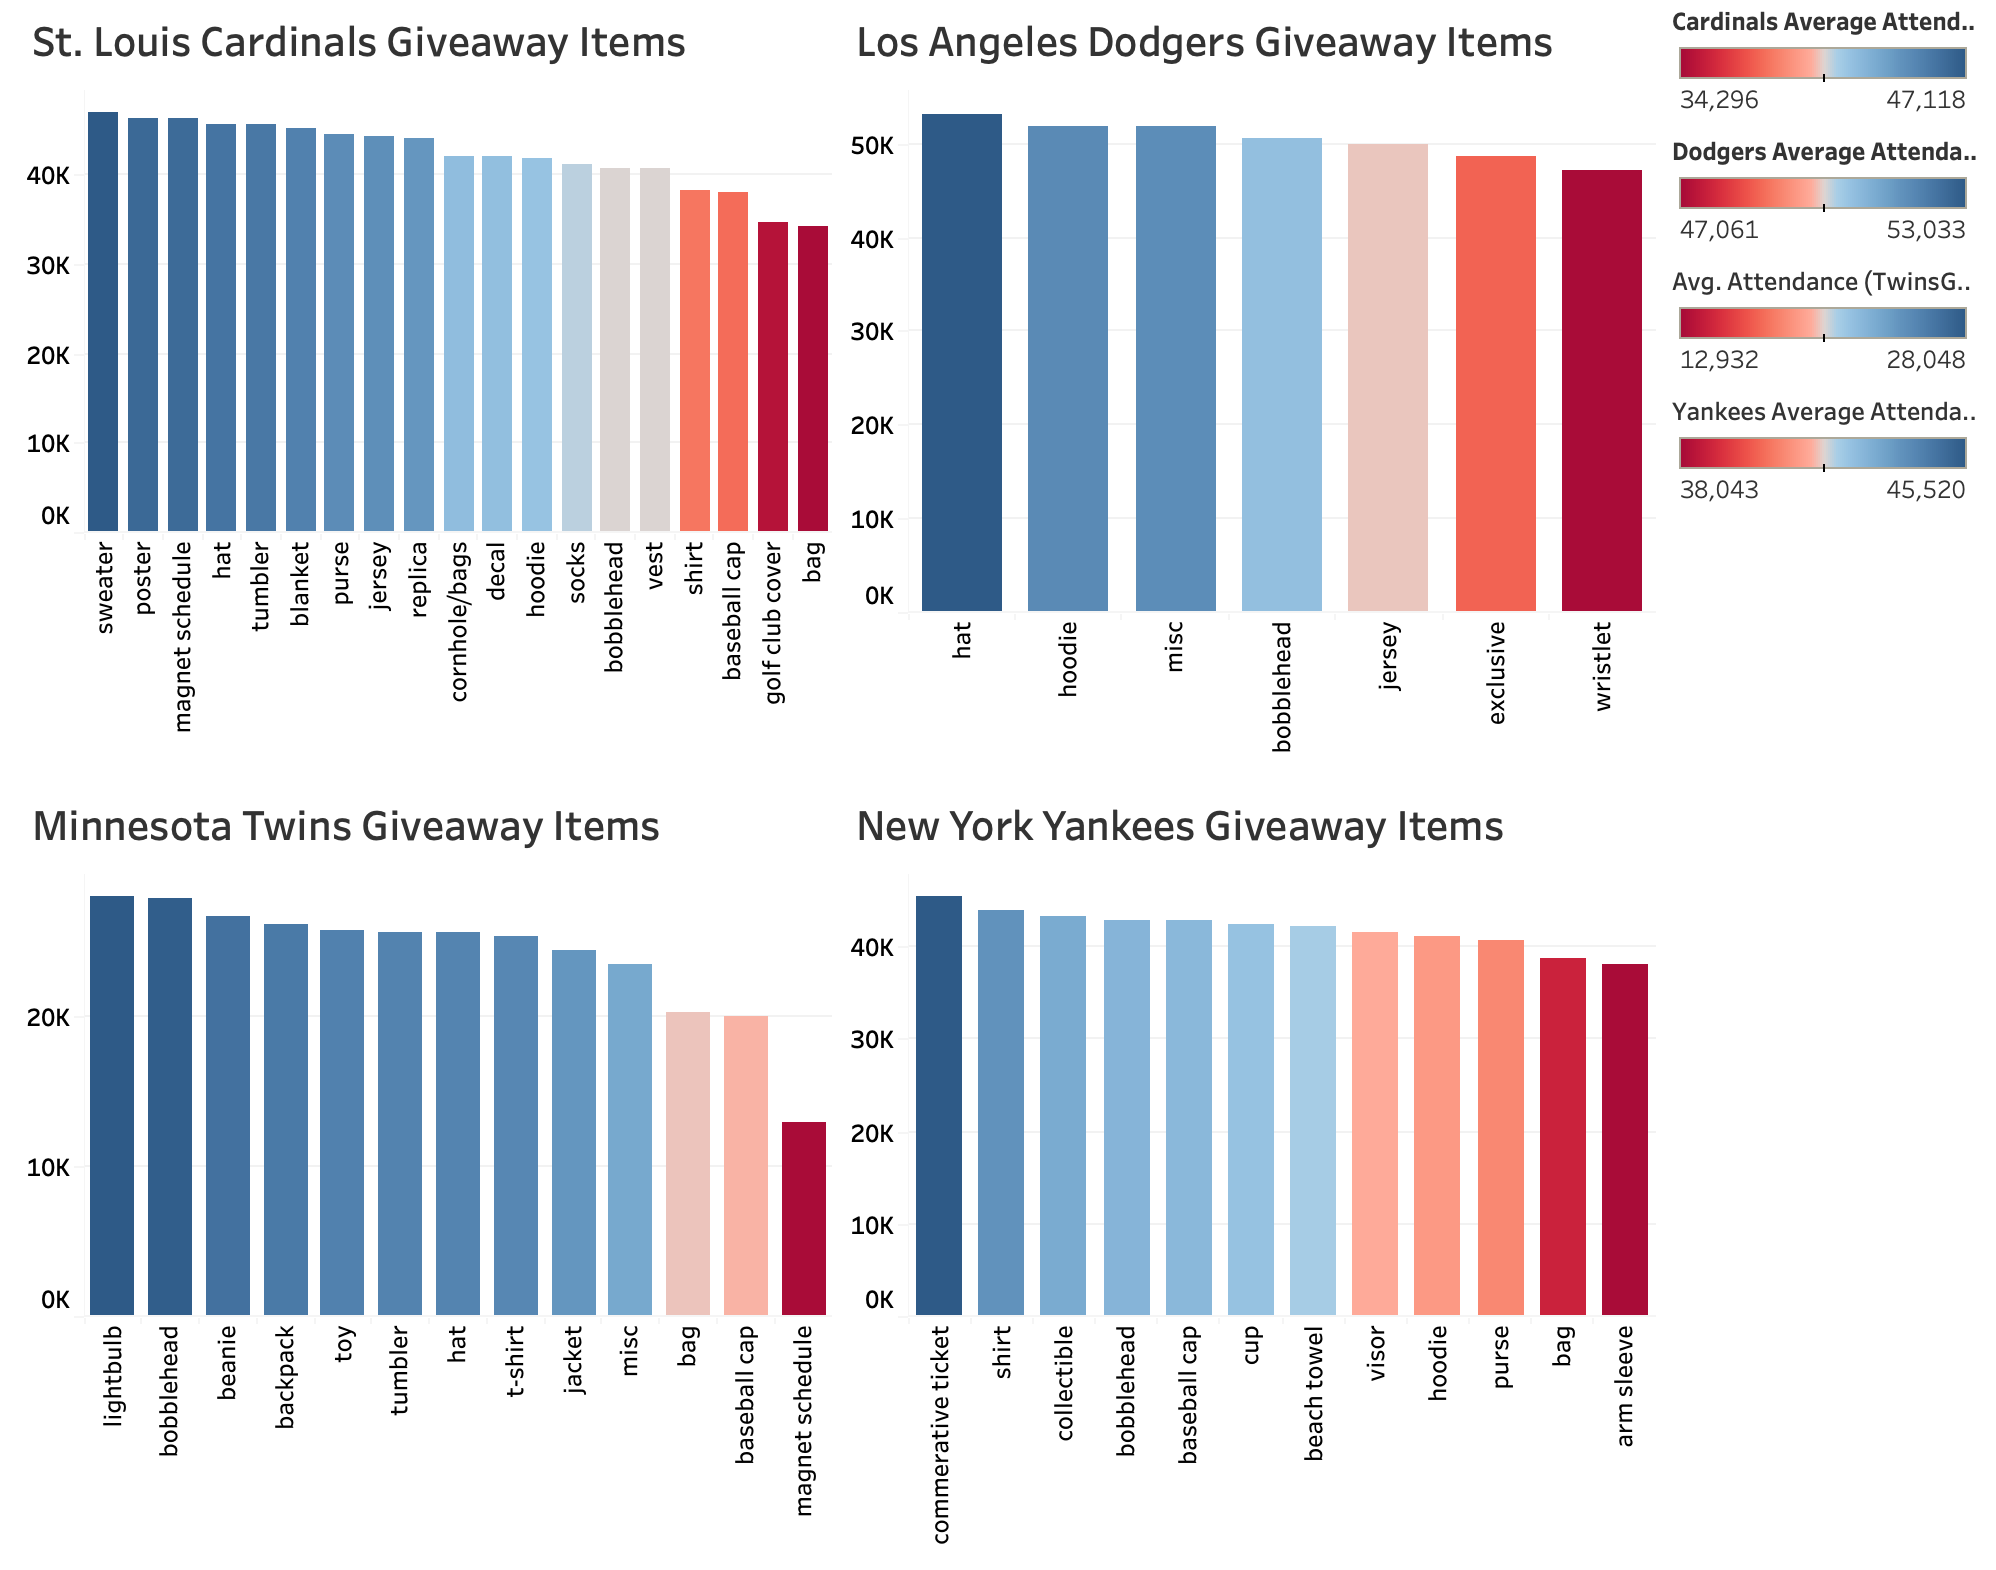 St. Louis Cardinals Giveaway Items
40K
30K
20K
10K
0K
sweater
poster
magnet schedule
hat
tumbler
blanket
purse
jersey
replica
cornhole/bags
decal
hoodie
socks
bobblehead
vest
shirt
baseball cap
golf club cover
bag
Los Angeles Dodgers Giveaway Items
50K
40K
30K
20K
10K
0K
hat
hoodie
misc
bobblehead
jersey
exclusive
wristlet
Cardinals Average Attend..
34,296 47,118
Dodgers Average Attenda..
47,061 53,033
Avg. Attendance (TwinsG..
12,932 28,048
Yankees Average Attenda..
38,043 45,520
Minnesota Twins Giveaway Items
20K
10K
0K
lightbulb
bobblehead
beanie
backpack
toy
tumbler
hat
t-shirt
jacket
misc
bag
baseball cap
magnet schedule
New York Yankees Giveaway Items
40K
30K
20K
10K
0K
commerative ticket
shirt
collectible
bobblehead
baseball cap
cup
beach towel
visor
hoodie
purse
bag
arm sleeve